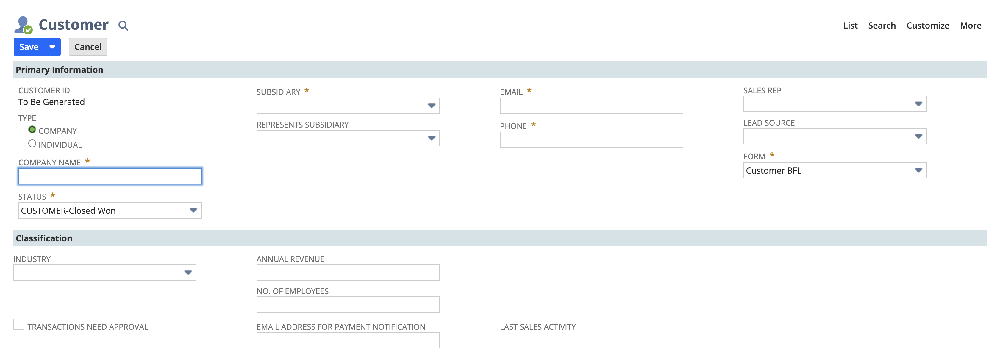 Customer
List Search Customize More
Save Cancel
Primary Information
CUSTOMER ID
To Be Generated
TYPE
COMPANY
INDIVIDUAL
COMPANY NAME *
STATUS *
CUSTOMER-Closed Won
SUBSIDIARY *
REPRESENTS SUBSIDIARY
EMAIL *
PHONE *
SALES REP
LEAD SOURCE
FORM *
Customer BFL
Classification
INDUSTRY
TRANSACTIONS NEED APPROVAL
ANNUAL REVENUE
NO. OF EMPLOYEES
EMAIL ADDRESS FOR PAYMENT NOTIFICATION
LAST SALES ACTIVITY